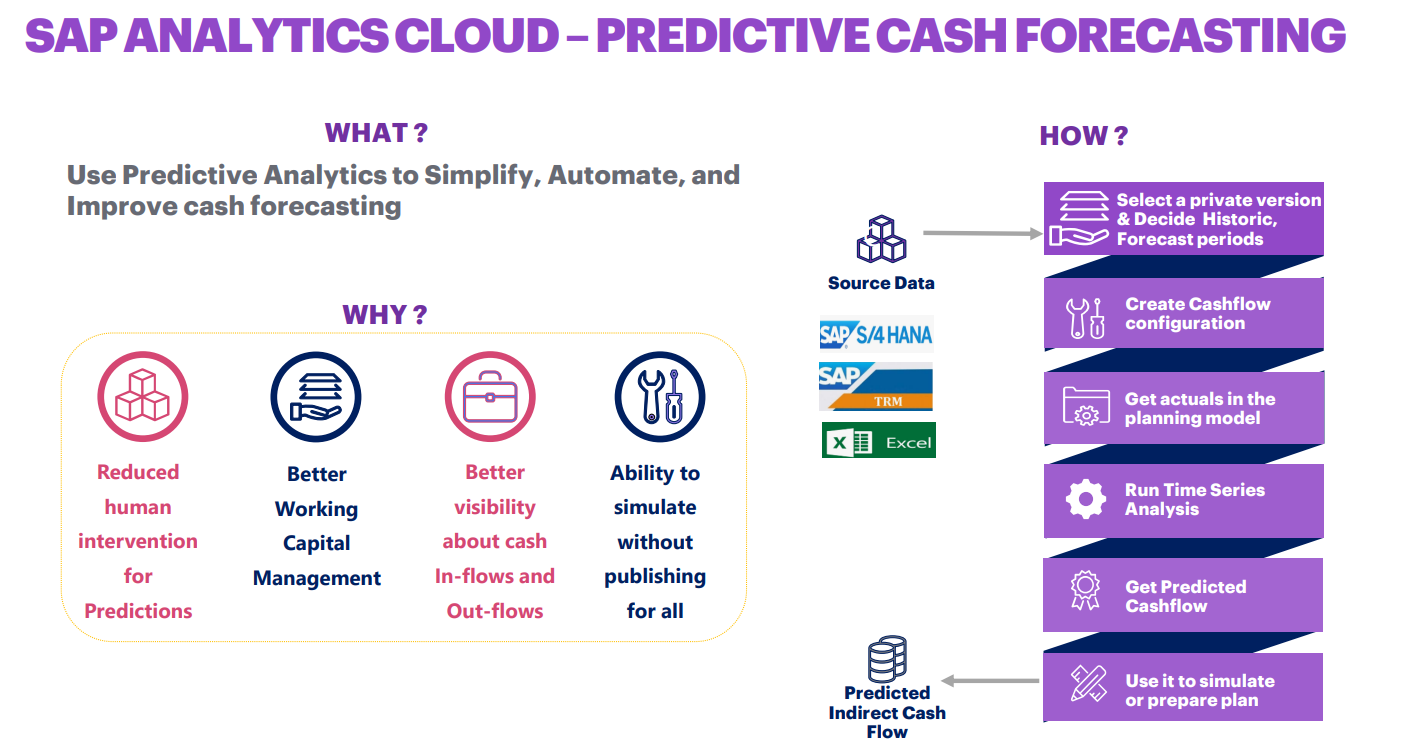 SAP ANALYTICS CLOUD – PREDICTIVE CASH FORECASTING
WHAT ?
Use Predictive Analytics to Simplify, Automate, and
Improve cash forecasting
WHY ?
Reduced
human
intervention
for
Predictions
Better
Working
Capital
Management
Better
visibility
about cash
In-flows and
Out-flows
Ability to
simulate
without
publishing
for all
Source Data
SAP S/4 HANA
SAP
TRM
X Excel
Predicted
Indirect Cash
Flow
HOW ?
Select a private version
& Decide Historic,
Forecast periods
Create Cashflow
configuration
Get actuals in the
planning model
Run Time Series
Analysis
Get Predicted
Cashflow
Use it to simulate
or prepare plan